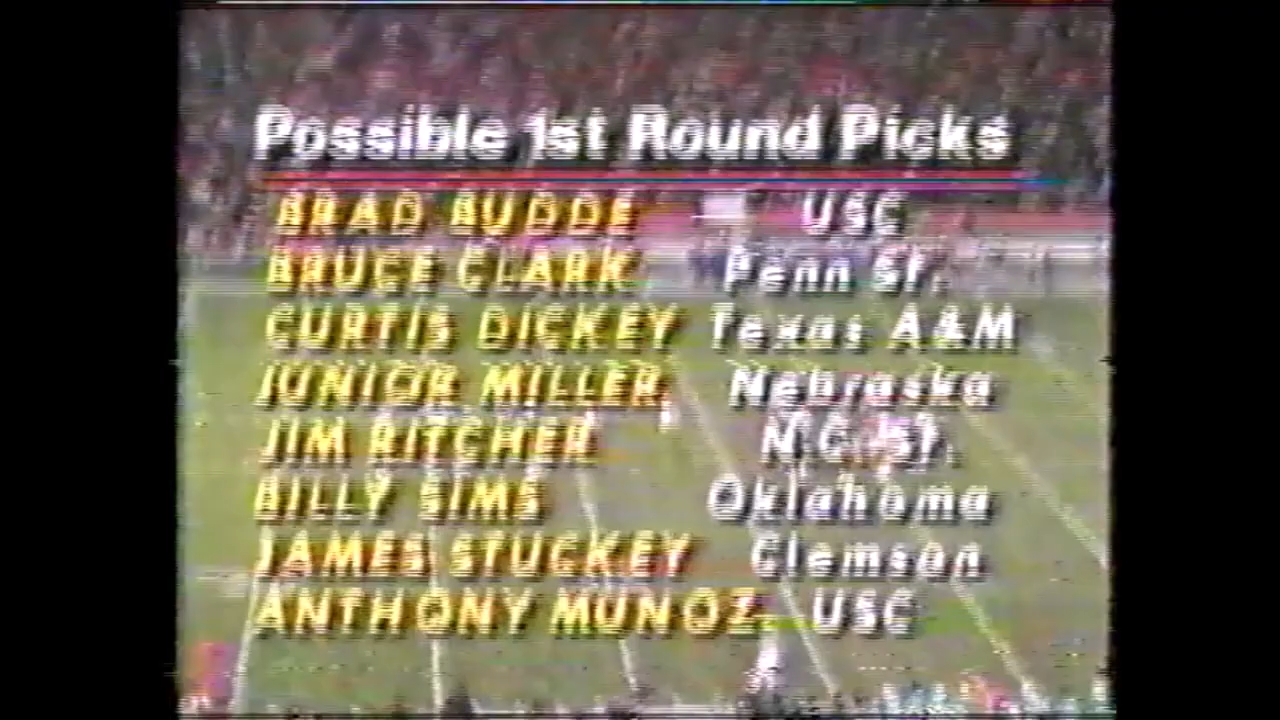 Possible 1st Round Picks
BRAD BUDDE USC
BRUCE CLARK Penn St.
CURTIS DICKEY Texas A&M
JUNIOR MILLER Nebraska
JIM RITCHER N.C. St.
BILLY SIMS Oklahoma
JAMES STUCKEY Clemson
ANTHONY MUNOZ USC